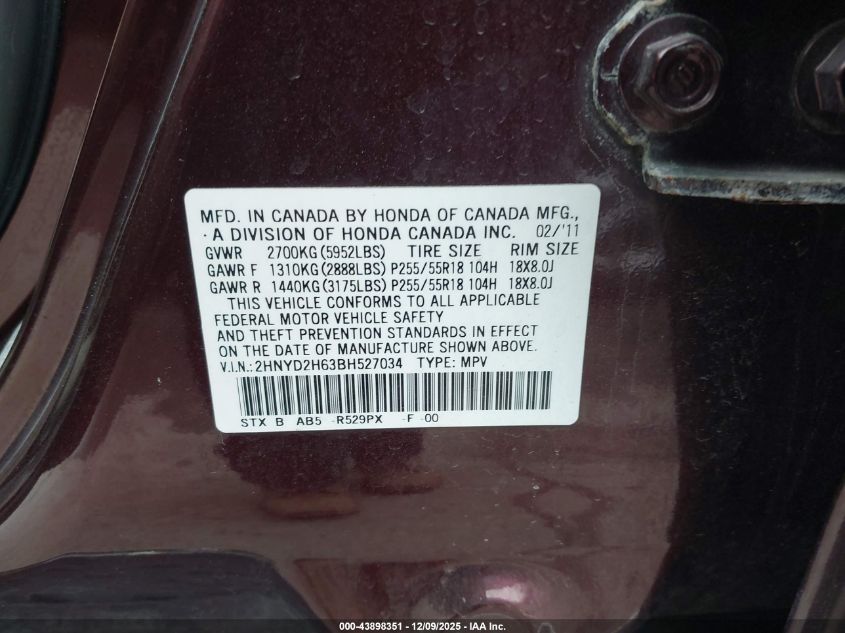 MFD. IN CANADA BY HONDA OF CANADA MFG.,
· A DIVISION OF HONDA CANADA INC. 02/'11
GVWR 2700KG (5952LBS) TIRE SIZE RIM SIZE
GAWR F 1310KG (2888LBS) P255/55R18 104H 18X8.0J
GAWR R 1440KG (3175LBS) P255/55R18 104H 18X8.0J
THIS VEHICLE CONFORMS TO ALL APPLICABLE
FEDERAL MOTOR VEHICLE SAFETY
AND THEFT PREVENTION STANDARDS IN EFFECT
ON THE DATE OF MANUFACTURE SHOWN ABOVE.
V.I.N.: 2HNYD2H63BH527034 TYPE: MPV
STX B AB5 -R529PX -F -00
000-43898351 - 12/09/2025 - IAA Inc.